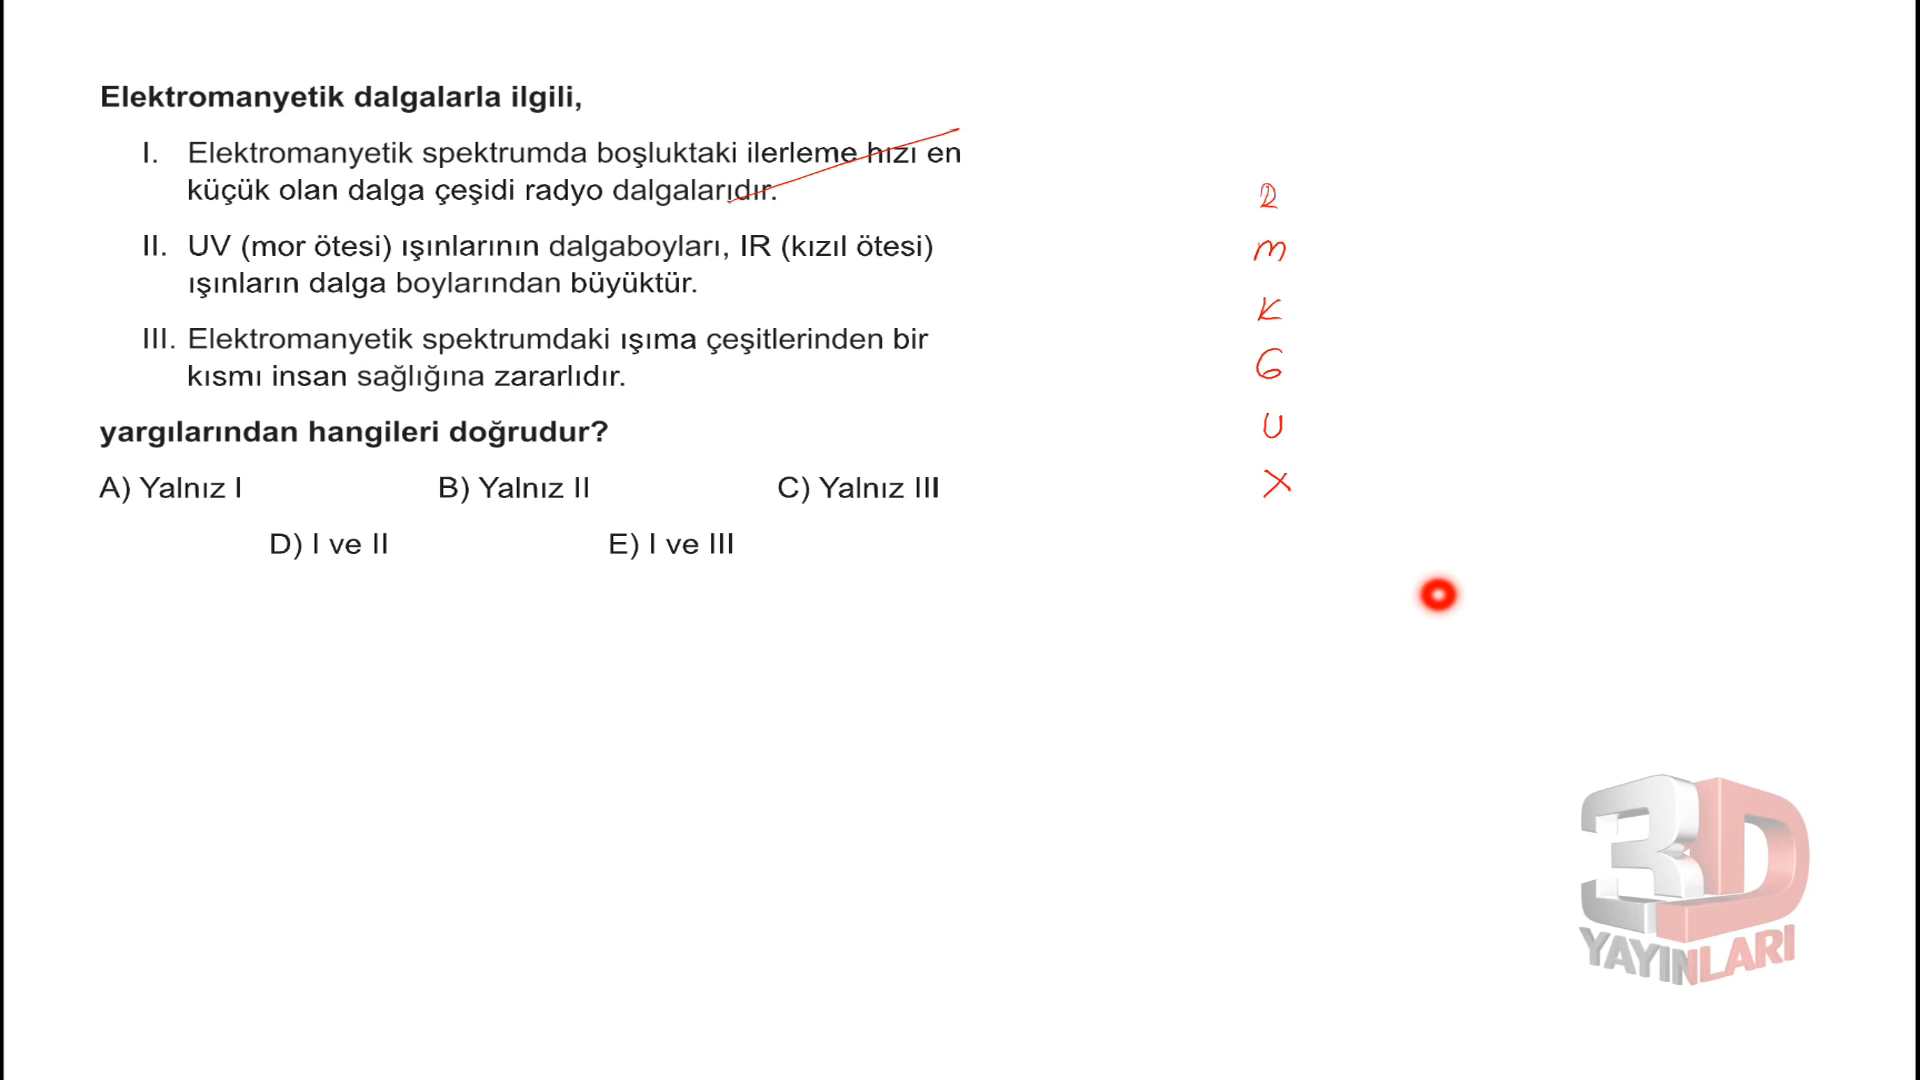 Elektromanyetik dalgalarla ilgili,
I. Elektromanyetik spektrumda boşluktaki ilerleme hızı en
küçük olan dalga çeşidi radyo dalgalarıdır.
II. UV (mor ötesi) ışınlarının dalgaboyları, IR (kızıl ötesi)
ışınların dalga boylarından büyüktür.
III. Elektromanyetik spektrumdaki ışıma çeşitlerinden bir
kısmı insan sağlığına zararlıdır.
yargılarından hangileri doğrudur?
A) Yalnız I B) Yalnız II C) Yalnız III
D) I ve II E) I ve III
R
M
K
G
U
X
3D
YAYINLARI